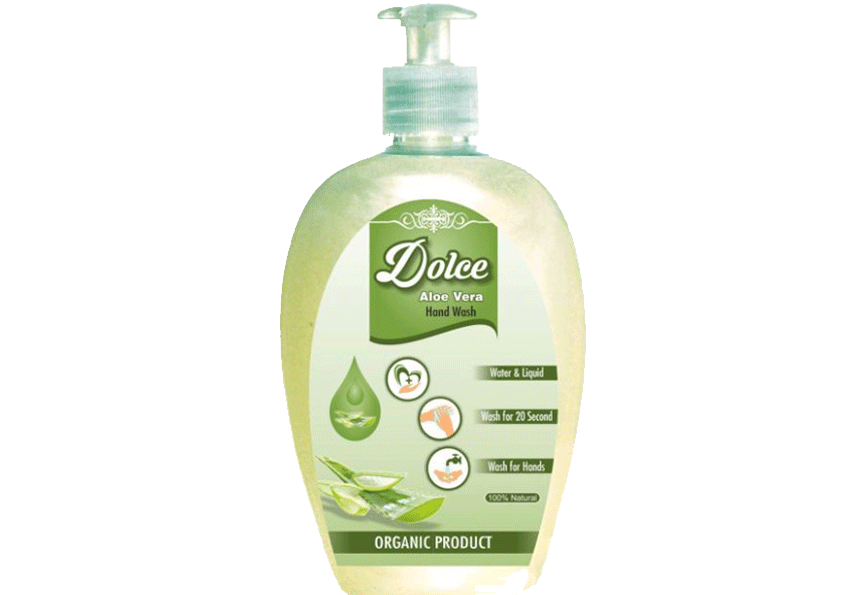 Dolce
Aloe Vera
Hand Wash
Water & Liquid
Wash for 20 Second
Wash for Hands
100% Natural
ORGANIC PRODUCT